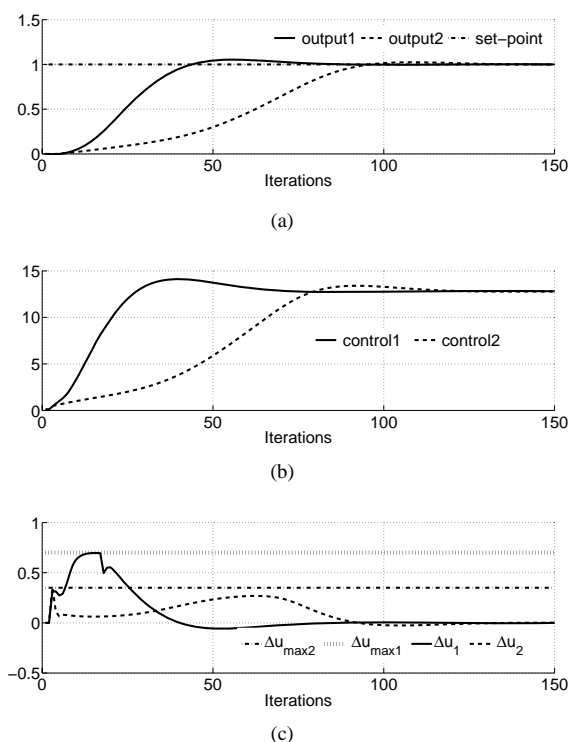 1.5
output1 output2 set−point
1
0.5
0
0 50 100 150
Iterations
(a)
15
10
control1 control2
5
0
0 50 100 150
Iterations
(b)
1
0.5
0
Δu_max2 Δu_max1 Δu_1 Δu_2
−0.5
0 50 100 150
Iterations
(c)